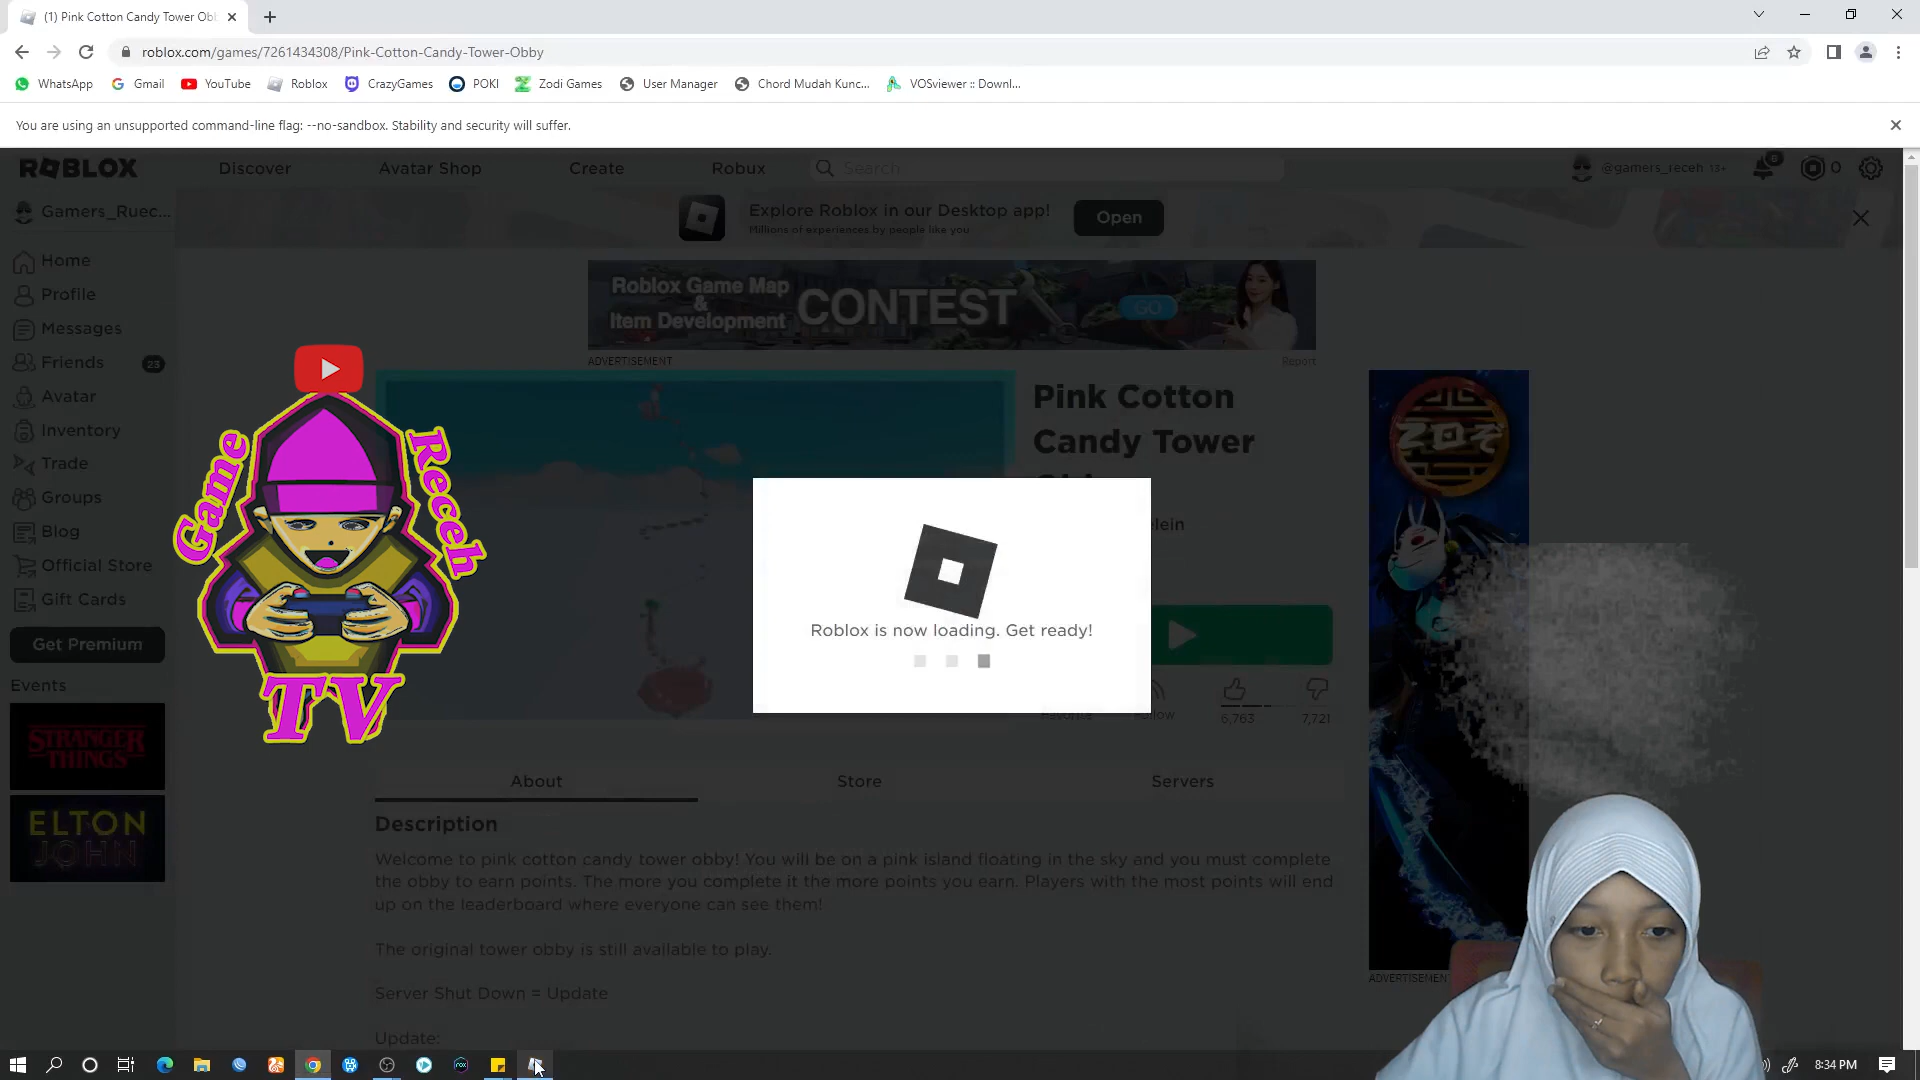 (1) Pink Cotton Candy Tower Obb
roblox.com/games/7261434308/Pink-Cotton-Candy-Tower-Obby
WhatsApp Gmail YouTube Roblox CrazyGames POKI Zodi Games User Manager Chord Mudah Kunc... VOSviewer :: Downl...
You are using an unsupported command-line flag: --no-sandbox. Stability and security will suffer.
ROBLOX Discover Avatar Shop Create Robux Search @gamers_receh 13+ 0
Gamers_Ruec...
Explore Roblox in our Desktop app!
Millions of experiences by people like you
Open
Home
Profile
Messages
Friends 23
Avatar
Inventory
Trade
Groups
Blog
Official Store
Gift Cards
Get Premium
Events
STRANGER THINGS
ELTON JOHN
Roblox Game Map
&
Item Development
CONTEST
GO
ADVERTISEMENT Report
Game Receh
TV
Pink Cotton
Candy Tower
Roblox is now loading. Get ready!
6,763 7,721
ADVERTISEMEN
About Store Servers
Description
Welcome to pink cotton candy tower obby! You will be on a pink island floating in the sky and you must complete
the obby to earn points. The more you complete it the more points you earn. Players with the most points will end
up on the leaderboard where everyone can see them!
The original tower obby is still available to play.
Server Shut Down = Update
Update:
8:34 PM